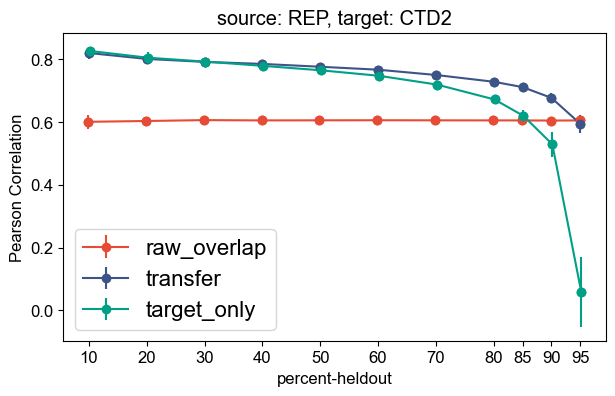 source: REP, target: CTD2
Pearson Correlation
0.8
0.6
0.4
0.2
0.0
raw_overlap
transfer
target_only
10 20 30 40 50 60 70 80 85 90 95
percent-heldout